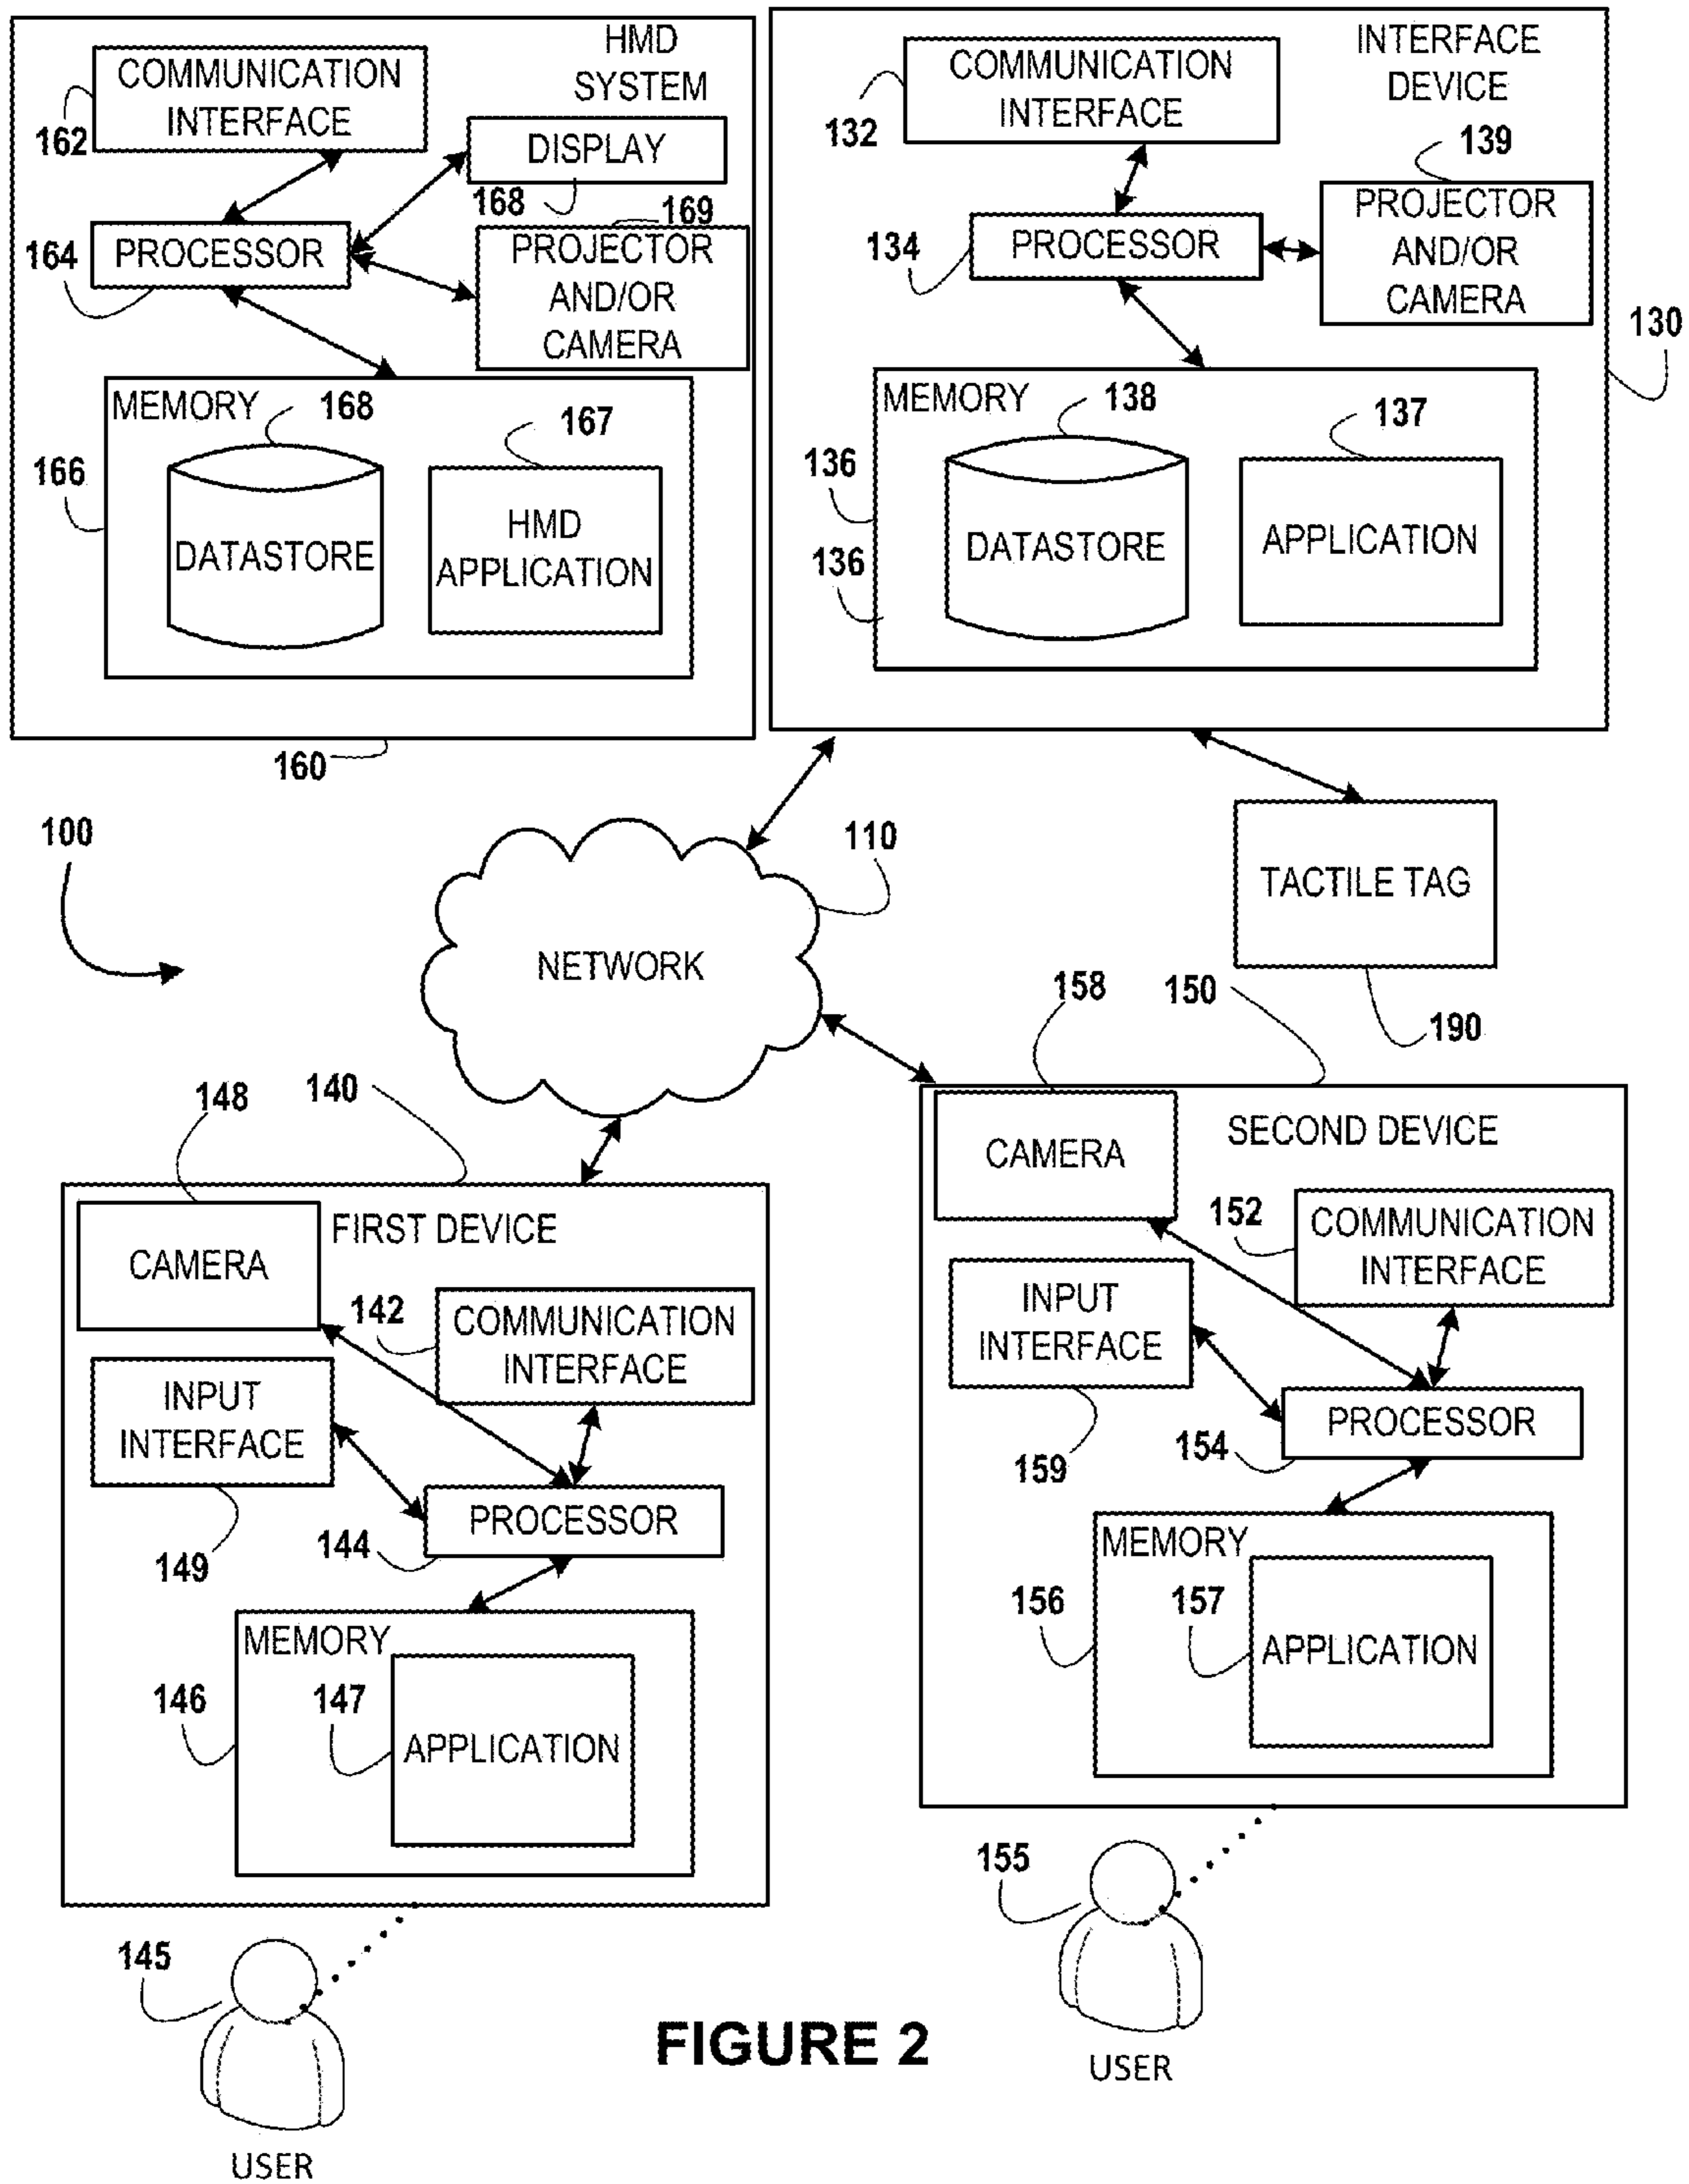 HMD
SYSTEM
COMMUNICATION
INTERFACE
162
DISPLAY
168
169
PROCESSOR
164
PROJECTOR
AND/OR
CAMERA
MEMORY
168
167
166
DATASTORE
HMD
APPLICATION
160
INTERFACE
DEVICE
COMMUNICATION
INTERFACE
132
139
PROCESSOR
134
PROJECTOR
AND/OR
CAMERA
130
MEMORY
138
137
136
136
DATASTORE
APPLICATION
100
110
NETWORK
TACTILE TAG
190
140
148
FIRST DEVICE
CAMERA
142
COMMUNICATION
INTERFACE
INPUT
INTERFACE
149
144
PROCESSOR
MEMORY
146
147
APPLICATION
145
USER
158
150
CAMERA
SECOND DEVICE
152
COMMUNICATION
INTERFACE
INPUT
INTERFACE
159
154
PROCESSOR
MEMORY
156
157
APPLICATION
155
USER
FIGURE 2